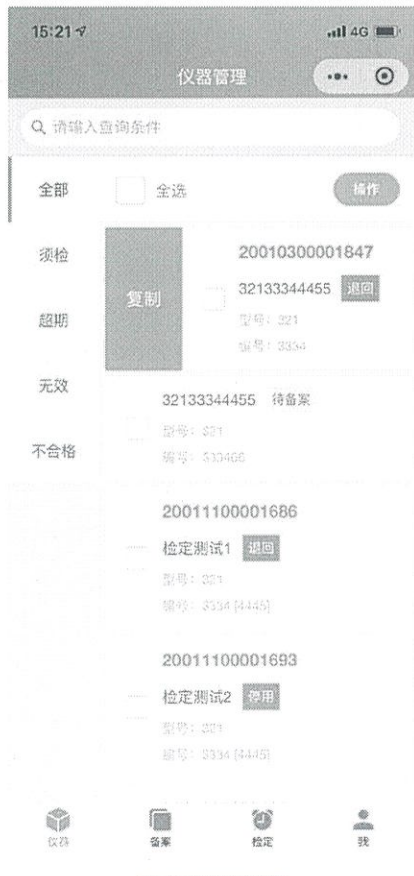 15:21
4G
仪器管理
请输入查询条件
全部
全选
操作
须检
超期
无效
不合格
复制
20010300001847
32133344455 退回
型号：321
编号：3334
32133344455 待备案
型号：321
编号：333466
20011100001686
检定测试1 退回
型号：321
编号：3334 [4445]
20011100001693
检定测试2 停用
型号：321
编号：3334 [4445]
仪器
备案
检定
我